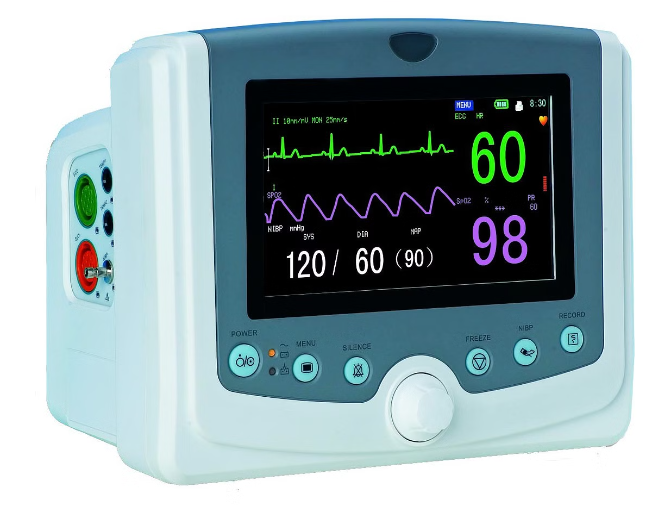 MENU 8:30
II 10mm/mV MON 25mm/s
ECG HR
60
SPO2
SPO2 % PR
60
98
NIBP mmHg
SYS DIA MAP
120/ 60 (90)
POWER
MENU
SILENCE
FREEZE
NIBP
RECORD